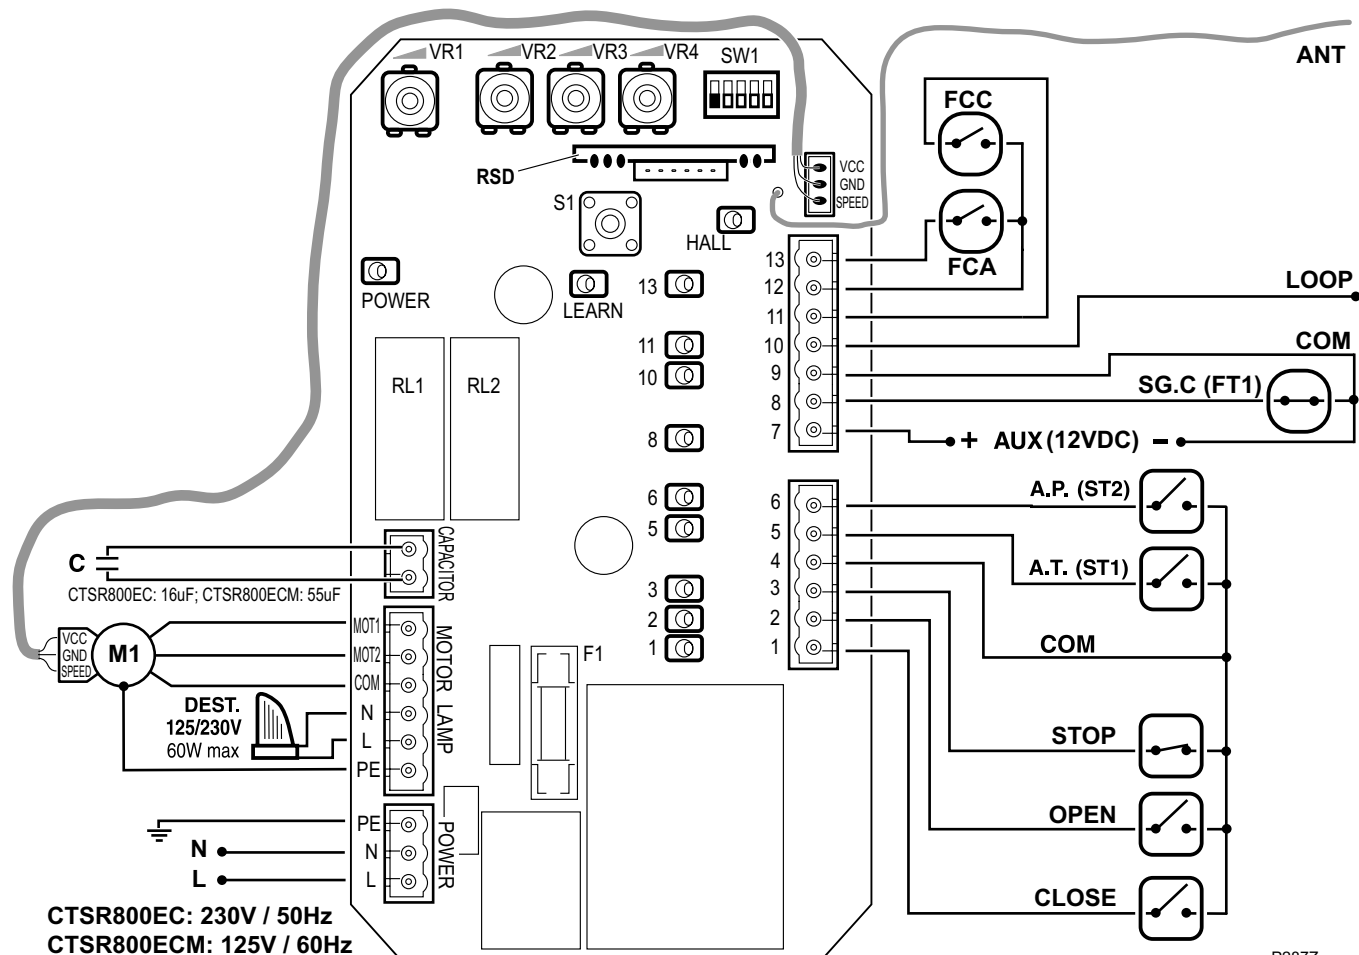 VR1 VR2 VR3 VR4 SW1
ANT
FCC
RSD
VCC
GND
SPEED
S1
HALL
FCA
POWER
LEARN
13
11
10
8
6
5
3
2
1
13
12
11
10
9
8
7
6
5
4
3
2
1
LOOP
COM
SG.C (FT1)
+ AUX (12VDC) -
A.P. (ST2)
A.T. (ST1)
COM
STOP
OPEN
CLOSE
RL1 RL2
C
CAPACITOR
CTSR800EC: 16uF; CTSR800ECM: 55uF
VCC
GND
SPEED
M1
MOT1
MOT2
COM
N
L
PE
MOTOR LAMP
DEST.
125/230V
60W max
F1
PE
N
L
POWER
N
L
CTSR800EC: 230V / 50Hz
CTSR800ECM: 125V / 60Hz